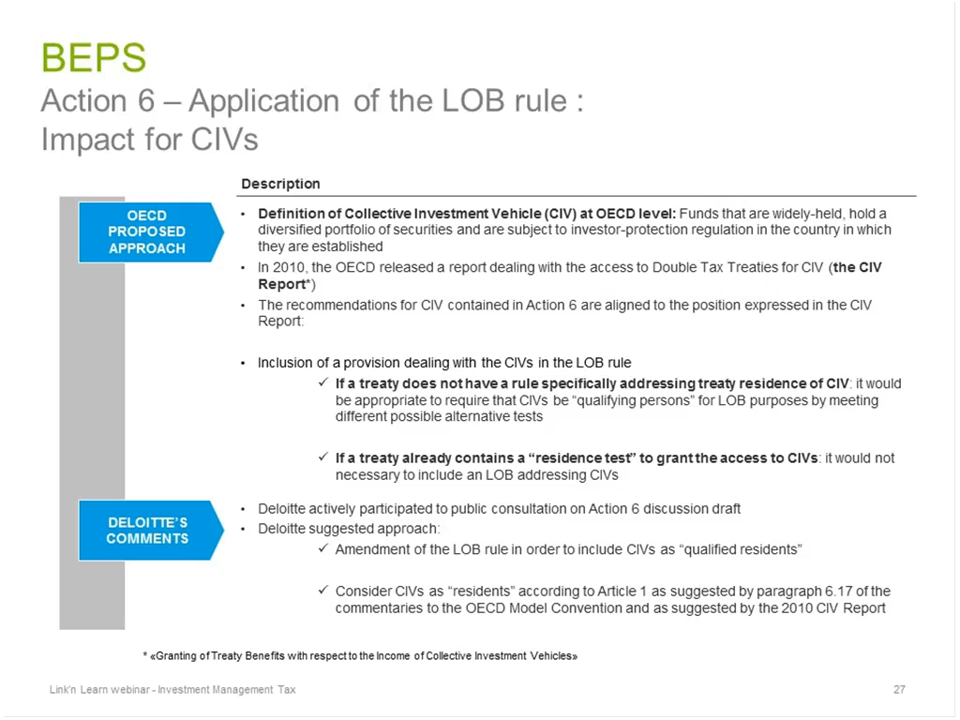 BEPS
Action 6 – Application of the LOB rule :
Impact for CIVs
Description
OECD
PROPOSED
APPROACH
• Definition of Collective Investment Vehicle (CIV) at OECD level: Funds that are widely-held, hold a
diversified portfolio of securities and are subject to investor-protection regulation in the country in which
they are established
• In 2010, the OECD released a report dealing with the access to Double Tax Treaties for CIV (the CIV
Report*)
• The recommendations for CIV contained in Action 6 are aligned to the position expressed in the CIV
Report:
• Inclusion of a provision dealing with the CIVs in the LOB rule
✓ If a treaty does not have a rule specifically addressing treaty residence of CIV: it would
be appropriate to require that CIVs be “qualifying persons” for LOB purposes by meeting
different possible alternative tests
✓ If a treaty already contains a “residence test” to grant the access to CIVs: it would not
necessary to include an LOB addressing CIVs
DELOITTE’S
COMMENTS
• Deloitte actively participated to public consultation on Action 6 discussion draft
• Deloitte suggested approach:
✓ Amendment of the LOB rule in order to include CIVs as “qualified residents”
✓ Consider CIVs as “residents” according to Article 1 as suggested by paragraph 6.17 of the
commentaries to the OECD Model Convention and as suggested by the 2010 CIV Report
* «Granting of Treaty Benefits with respect to the Income of Collective Investment Vehicles»
Link'n Learn webinar - Investment Management Tax
27